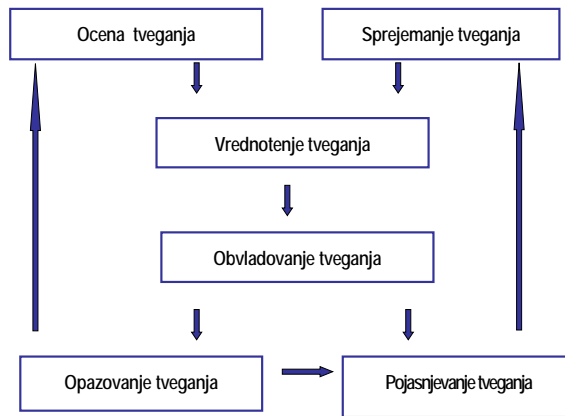 Ocena tveganja
Sprejemanje tveganja
Vrednotenje tveganja
Obvladovanje tveganja
Opazovanje tveganja
Pojasnjevanje tveganja